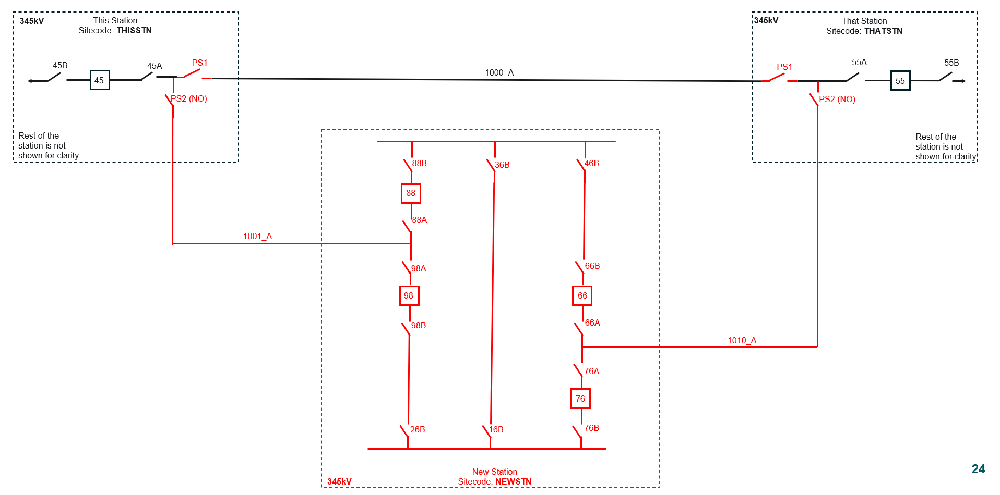 345kV
This Station
Sitecode: THISSTN
45B
45
45A
PS1
PS2 (NO)
Rest of the
station is not
shown for clarity
1000_A
345kV
That Station
Sitecode: THATSTN
PS1
55A
55
55B
PS2 (NO)
Rest of the
station is not
shown for clarity
88B
36B
46B
88
88A
1001_A
98A
66B
98
66
98B
66A
1010_A
76A
76
26B
16B
76B
New Station
Sitecode: NEWSTN
345kV
24